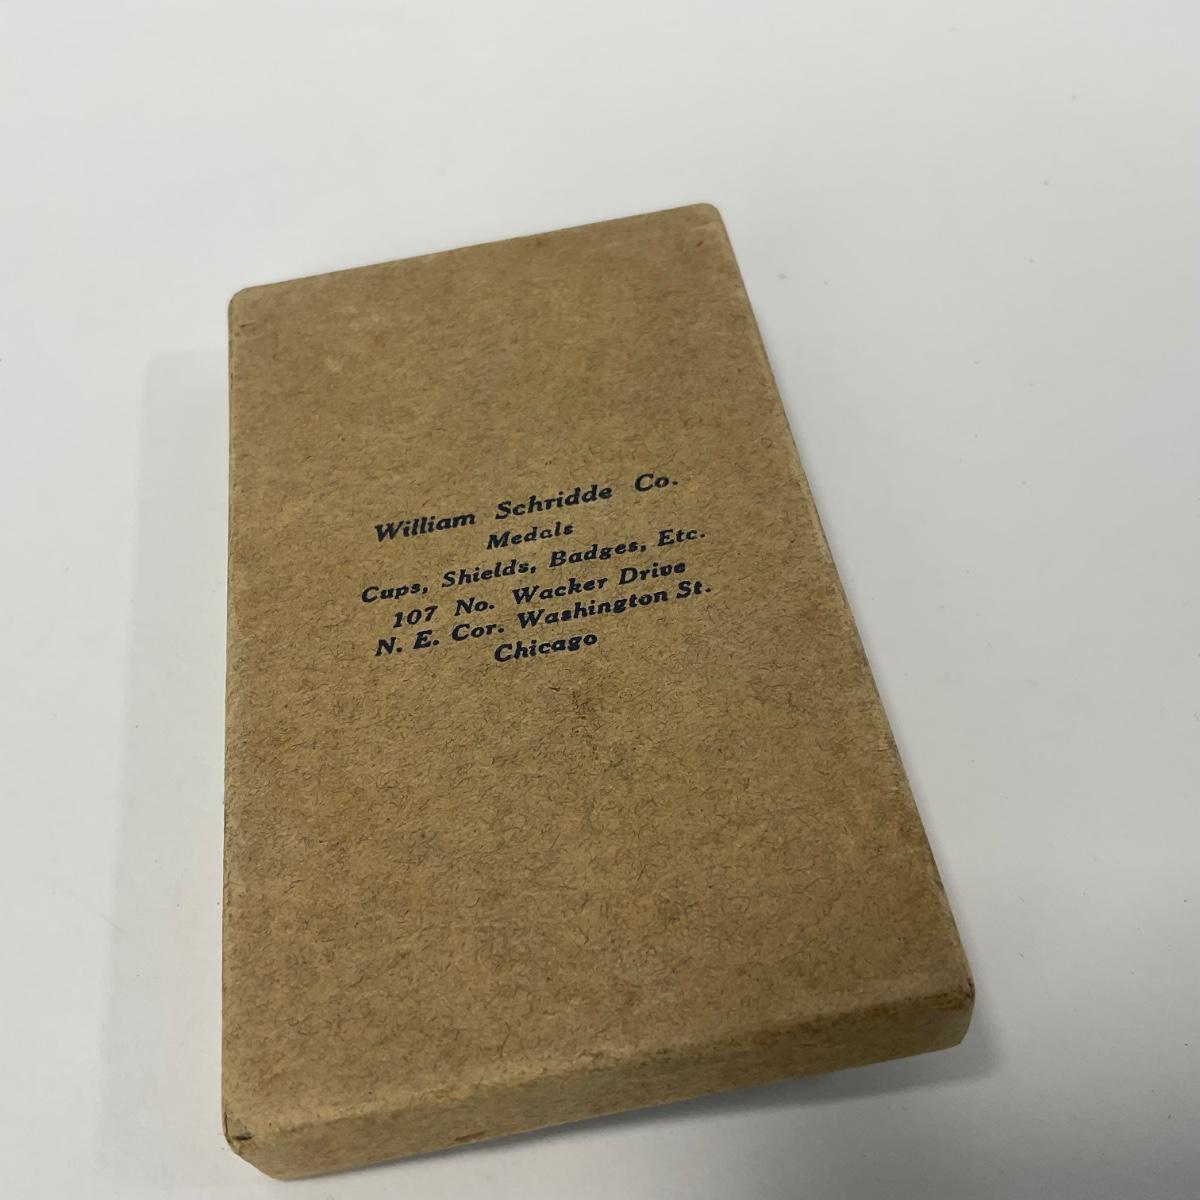 William Schridde Co.
Medals
Cups, Shields, Badges, Etc.
107 No. Wacker Drive
N. E. Cor. Washington St.
Chicago